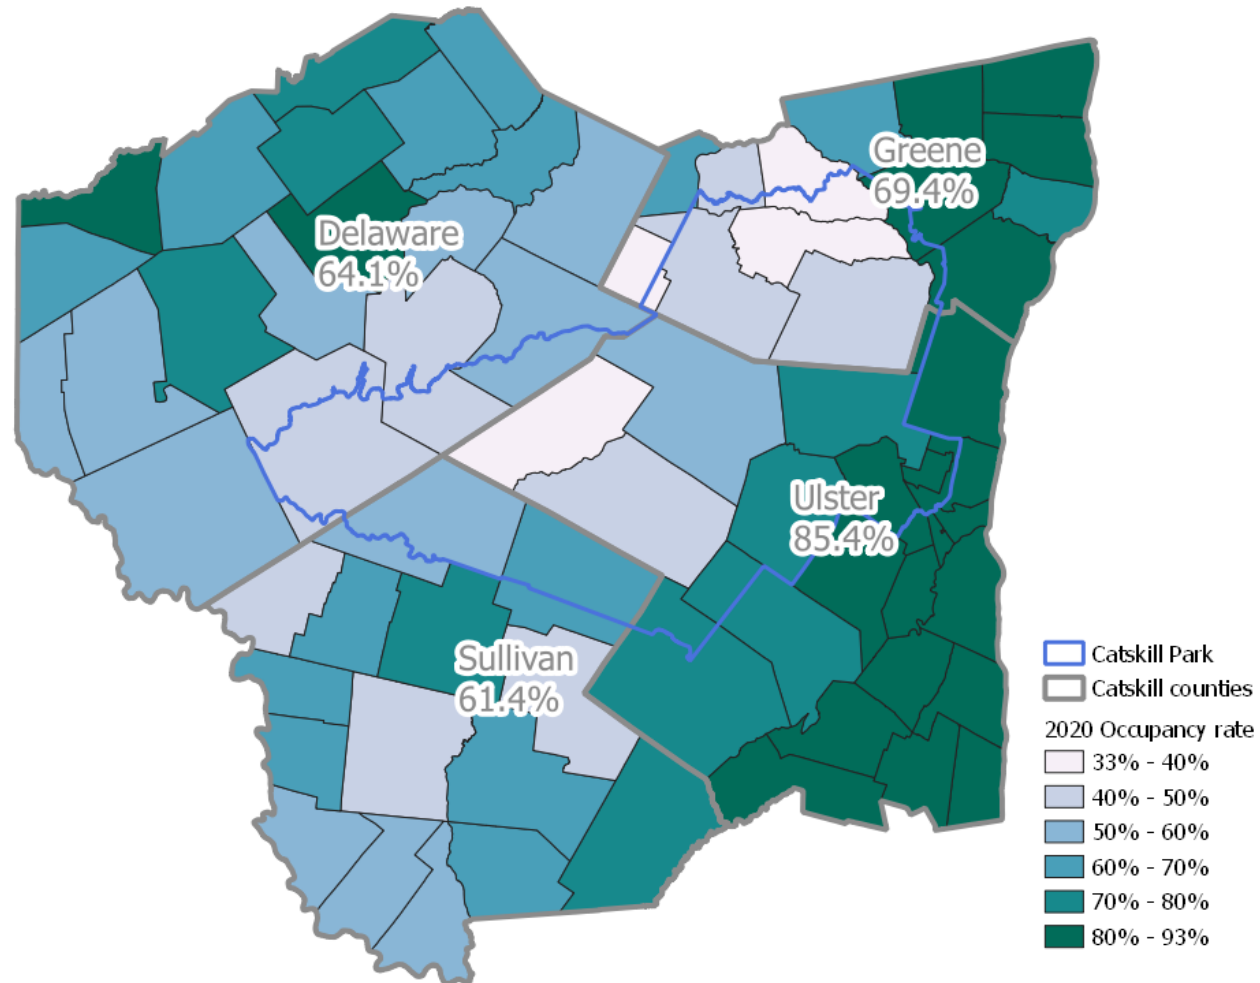 Greene
69.4%
Delaware
64.1%
Ulster
85.4%
Sullivan
61.4%
Catskill Park
Catskill counties
2020 Occupancy rate
33% - 40%
40% - 50%
50% - 60%
60% - 70%
70% - 80%
80% - 93%